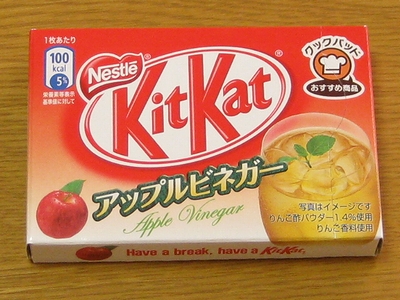 1枚あたり
100
kcal
5%
栄養素等表示
基準値に対して
Nestlé
KitKat®
クックパッド
おすすめ商品
アップルビネガー
Apple Vinegar
写真はイメージです
りんご酢パウダー1.4%使用
りんご香料使用
Have a break, have a KitKat.